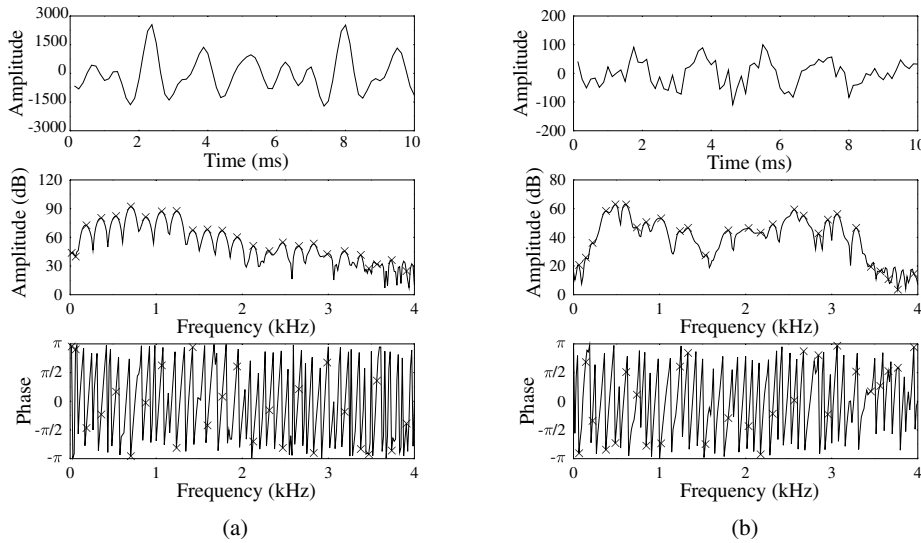 3000
1500
0
-1500
-3000
Amplitude
0 2 4 6 8 10
Time (ms)
120
90
60
30
0
Amplitude (dB)
0 1 2 3 4
Frequency (kHz)
π
π/2
0
-π/2
-π
Phase
0 1 2 3 4
Frequency (kHz)
(a)
200
100
0
-100
-200
Amplitude
0 2 4 6 8 10
Time (ms)
80
60
40
20
0
Amplitude (dB)
0 1 2 3 4
Frequency (kHz)
π
π/2
0
-π/2
-π
Phase
0 1 2 3 4
Frequency (kHz)
(b)